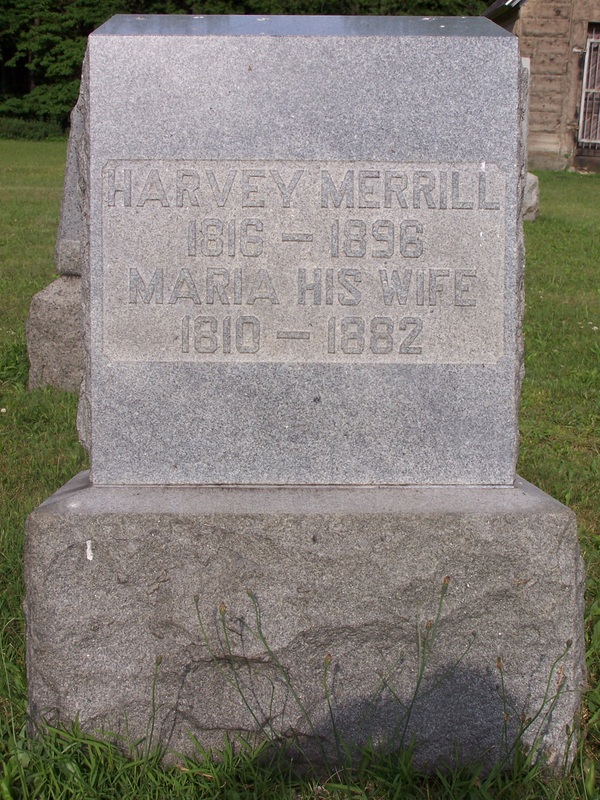 HARVEY MERRILL
1816 — 1896
MARIA HIS WIFE
1810 — 1882